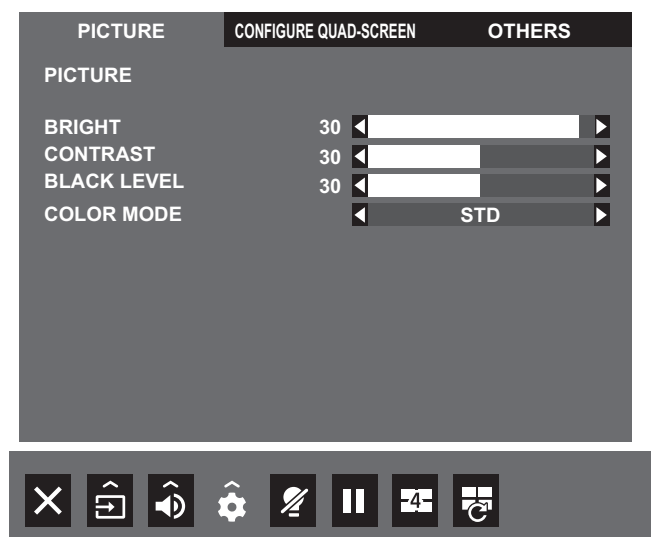 PICTURE CONFIGURE QUAD-SCREEN OTHERS
PICTURE
BRIGHT 30
CONTRAST 30
BLACK LEVEL 30
COLOR MODE STD
-4-